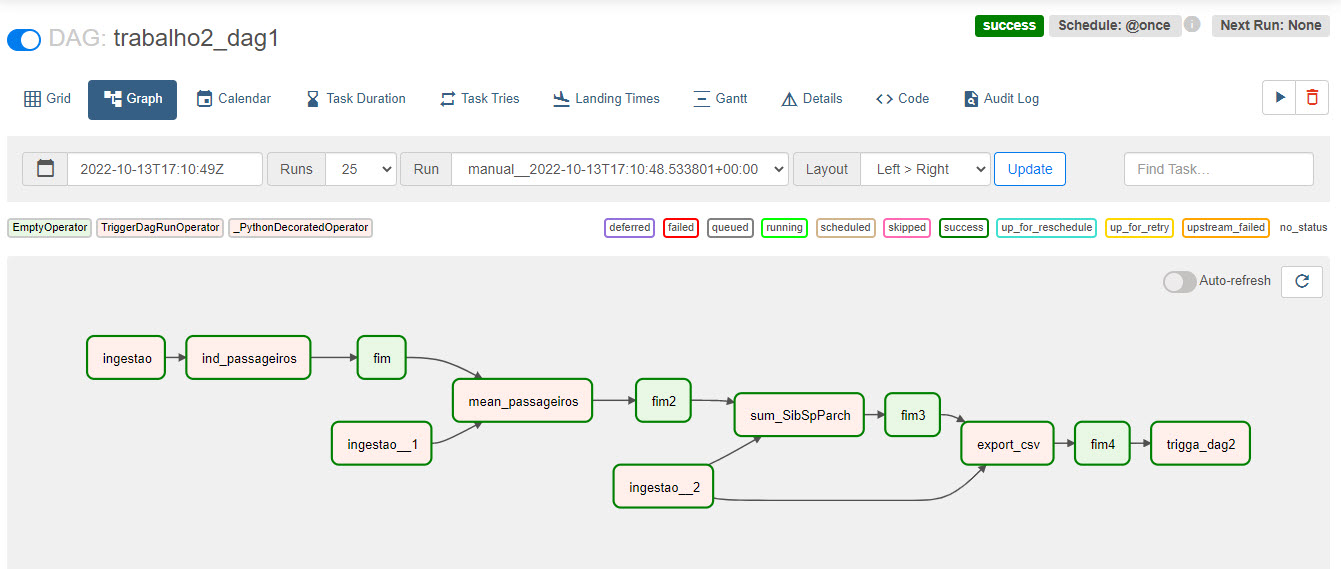 DAG: trabalho2_dag1
success Schedule: @once Next Run: None
Grid Graph Calendar Task Duration Task Tries Landing Times Gantt Details Code Audit Log
2022-10-13T17:10:49Z Runs 25 Run manual__2022-10-13T17:10:48.533801+00:00 Layout Left > Right Update Find Task...
EmptyOperator TriggerDagRunOperator _PythonDecoratedOperator deferred failed queued running scheduled skipped success up_for_reschedule up_for_retry upstream_failed no_status
Auto-refresh
ingestao ind_passageiros fim
mean_passageiros fim2
sum_SibSpParch fim3
ingestao__1
export_csv fim4 trigga_dag2
ingestao__2